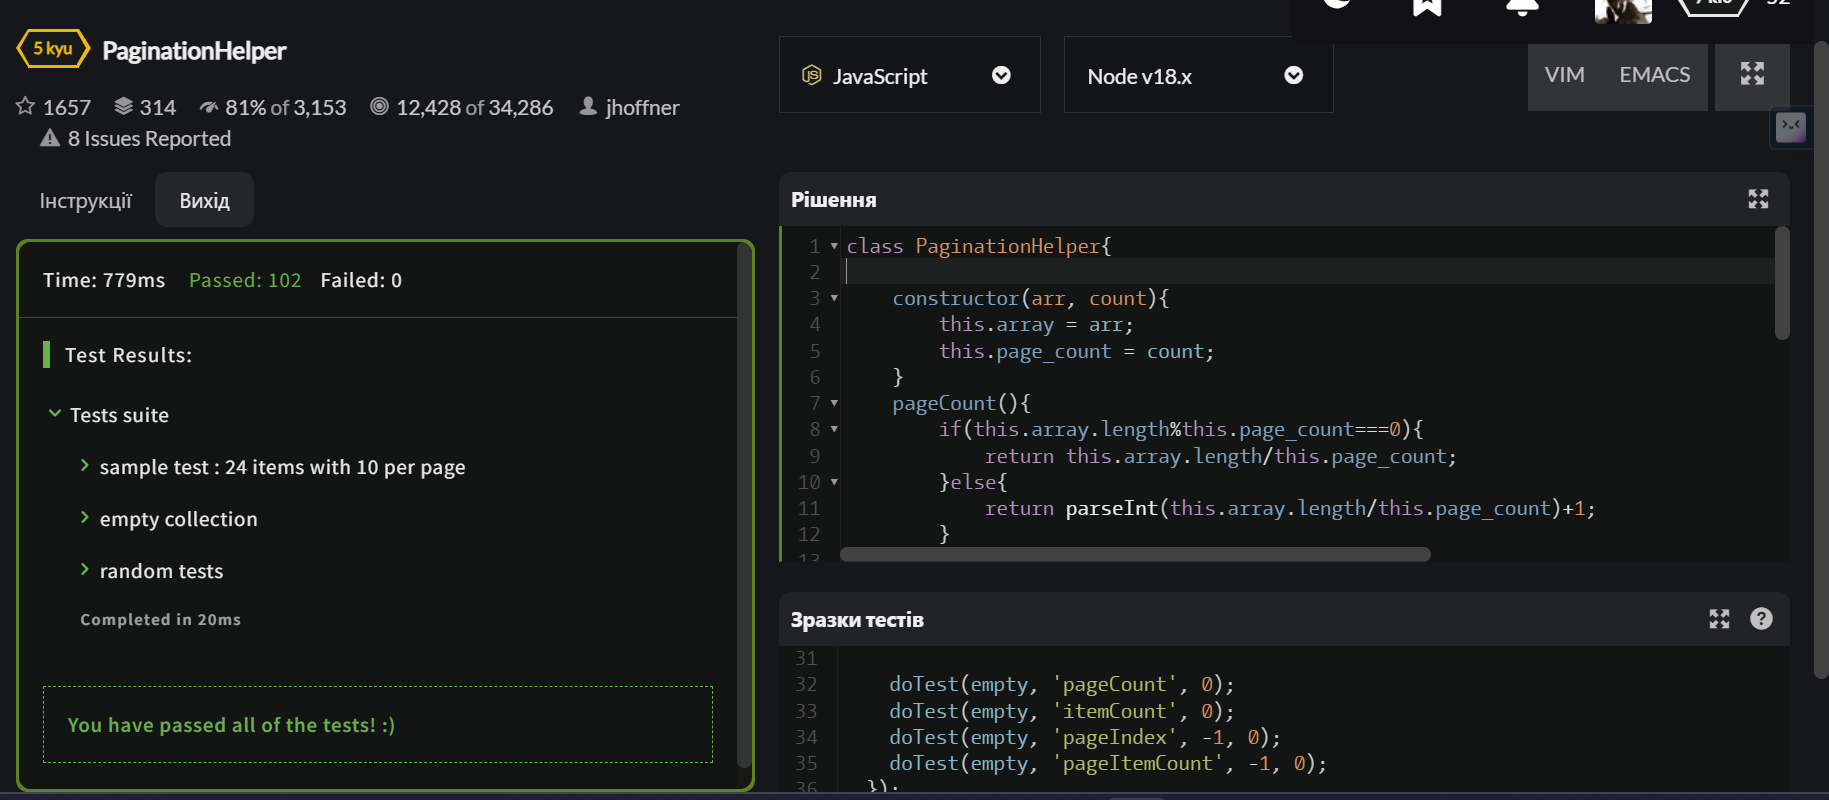 5 kyu PaginationHelper
1657 314 81% of 3,153 12,428 of 34,286 jhoffner
8 Issues Reported
Інструкції Вихід
Time: 779ms Passed: 102 Failed: 0
Test Results:
Tests suite
sample test : 24 items with 10 per page
empty collection
random tests
Completed in 20ms
You have passed all of the tests! :)
JavaScript Node v18.x VIM EMACS
Рішення
1 class PaginationHelper{
2
3 constructor(arr, count){
4 this.array = arr;
5 this.page_count = count;
6 }
7 pageCount(){
8 if(this.array.length%this.page_count===0){
9 return this.array.length/this.page_count;
10 }else{
11 return parseInt(this.array.length/this.page_count)+1;
12 }
13
Зразки тестів
31
32 doTest(empty, 'pageCount', 0);
33 doTest(empty, 'itemCount', 0);
34 doTest(empty, 'pageIndex', -1, 0);
35 doTest(empty, 'pageItemCount', -1, 0);
36 });